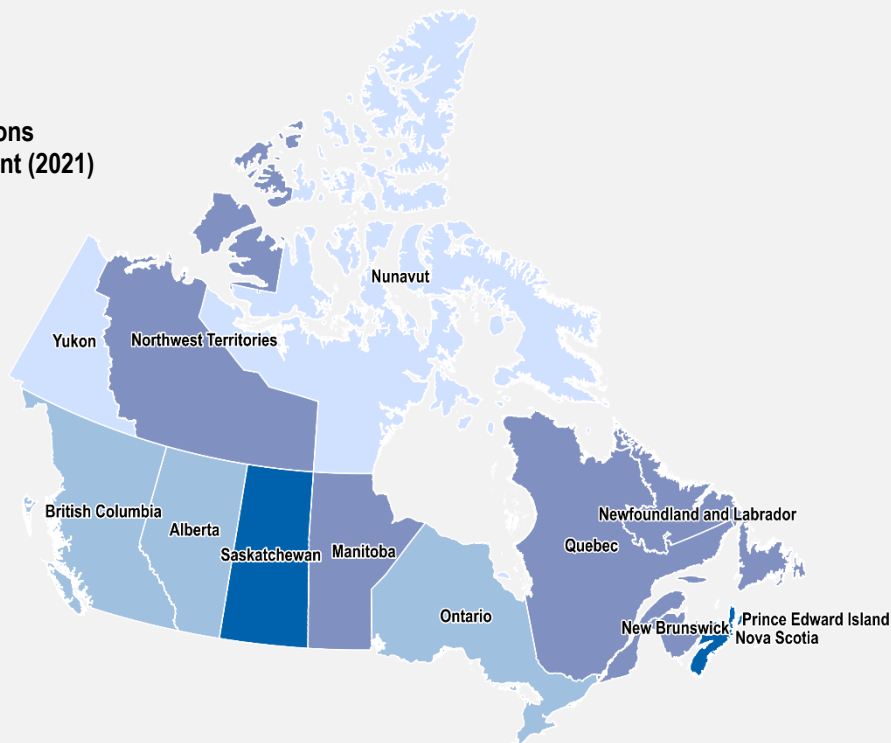 ons
nt (2021)
Nunavut
Yukon
Northwest Territories
British Columbia
Alberta
Saskatchewan
Manitoba
Newfoundland and Labrador
Quebec
Ontario
New Brunswick
Prince Edward Island
Nova Scotia